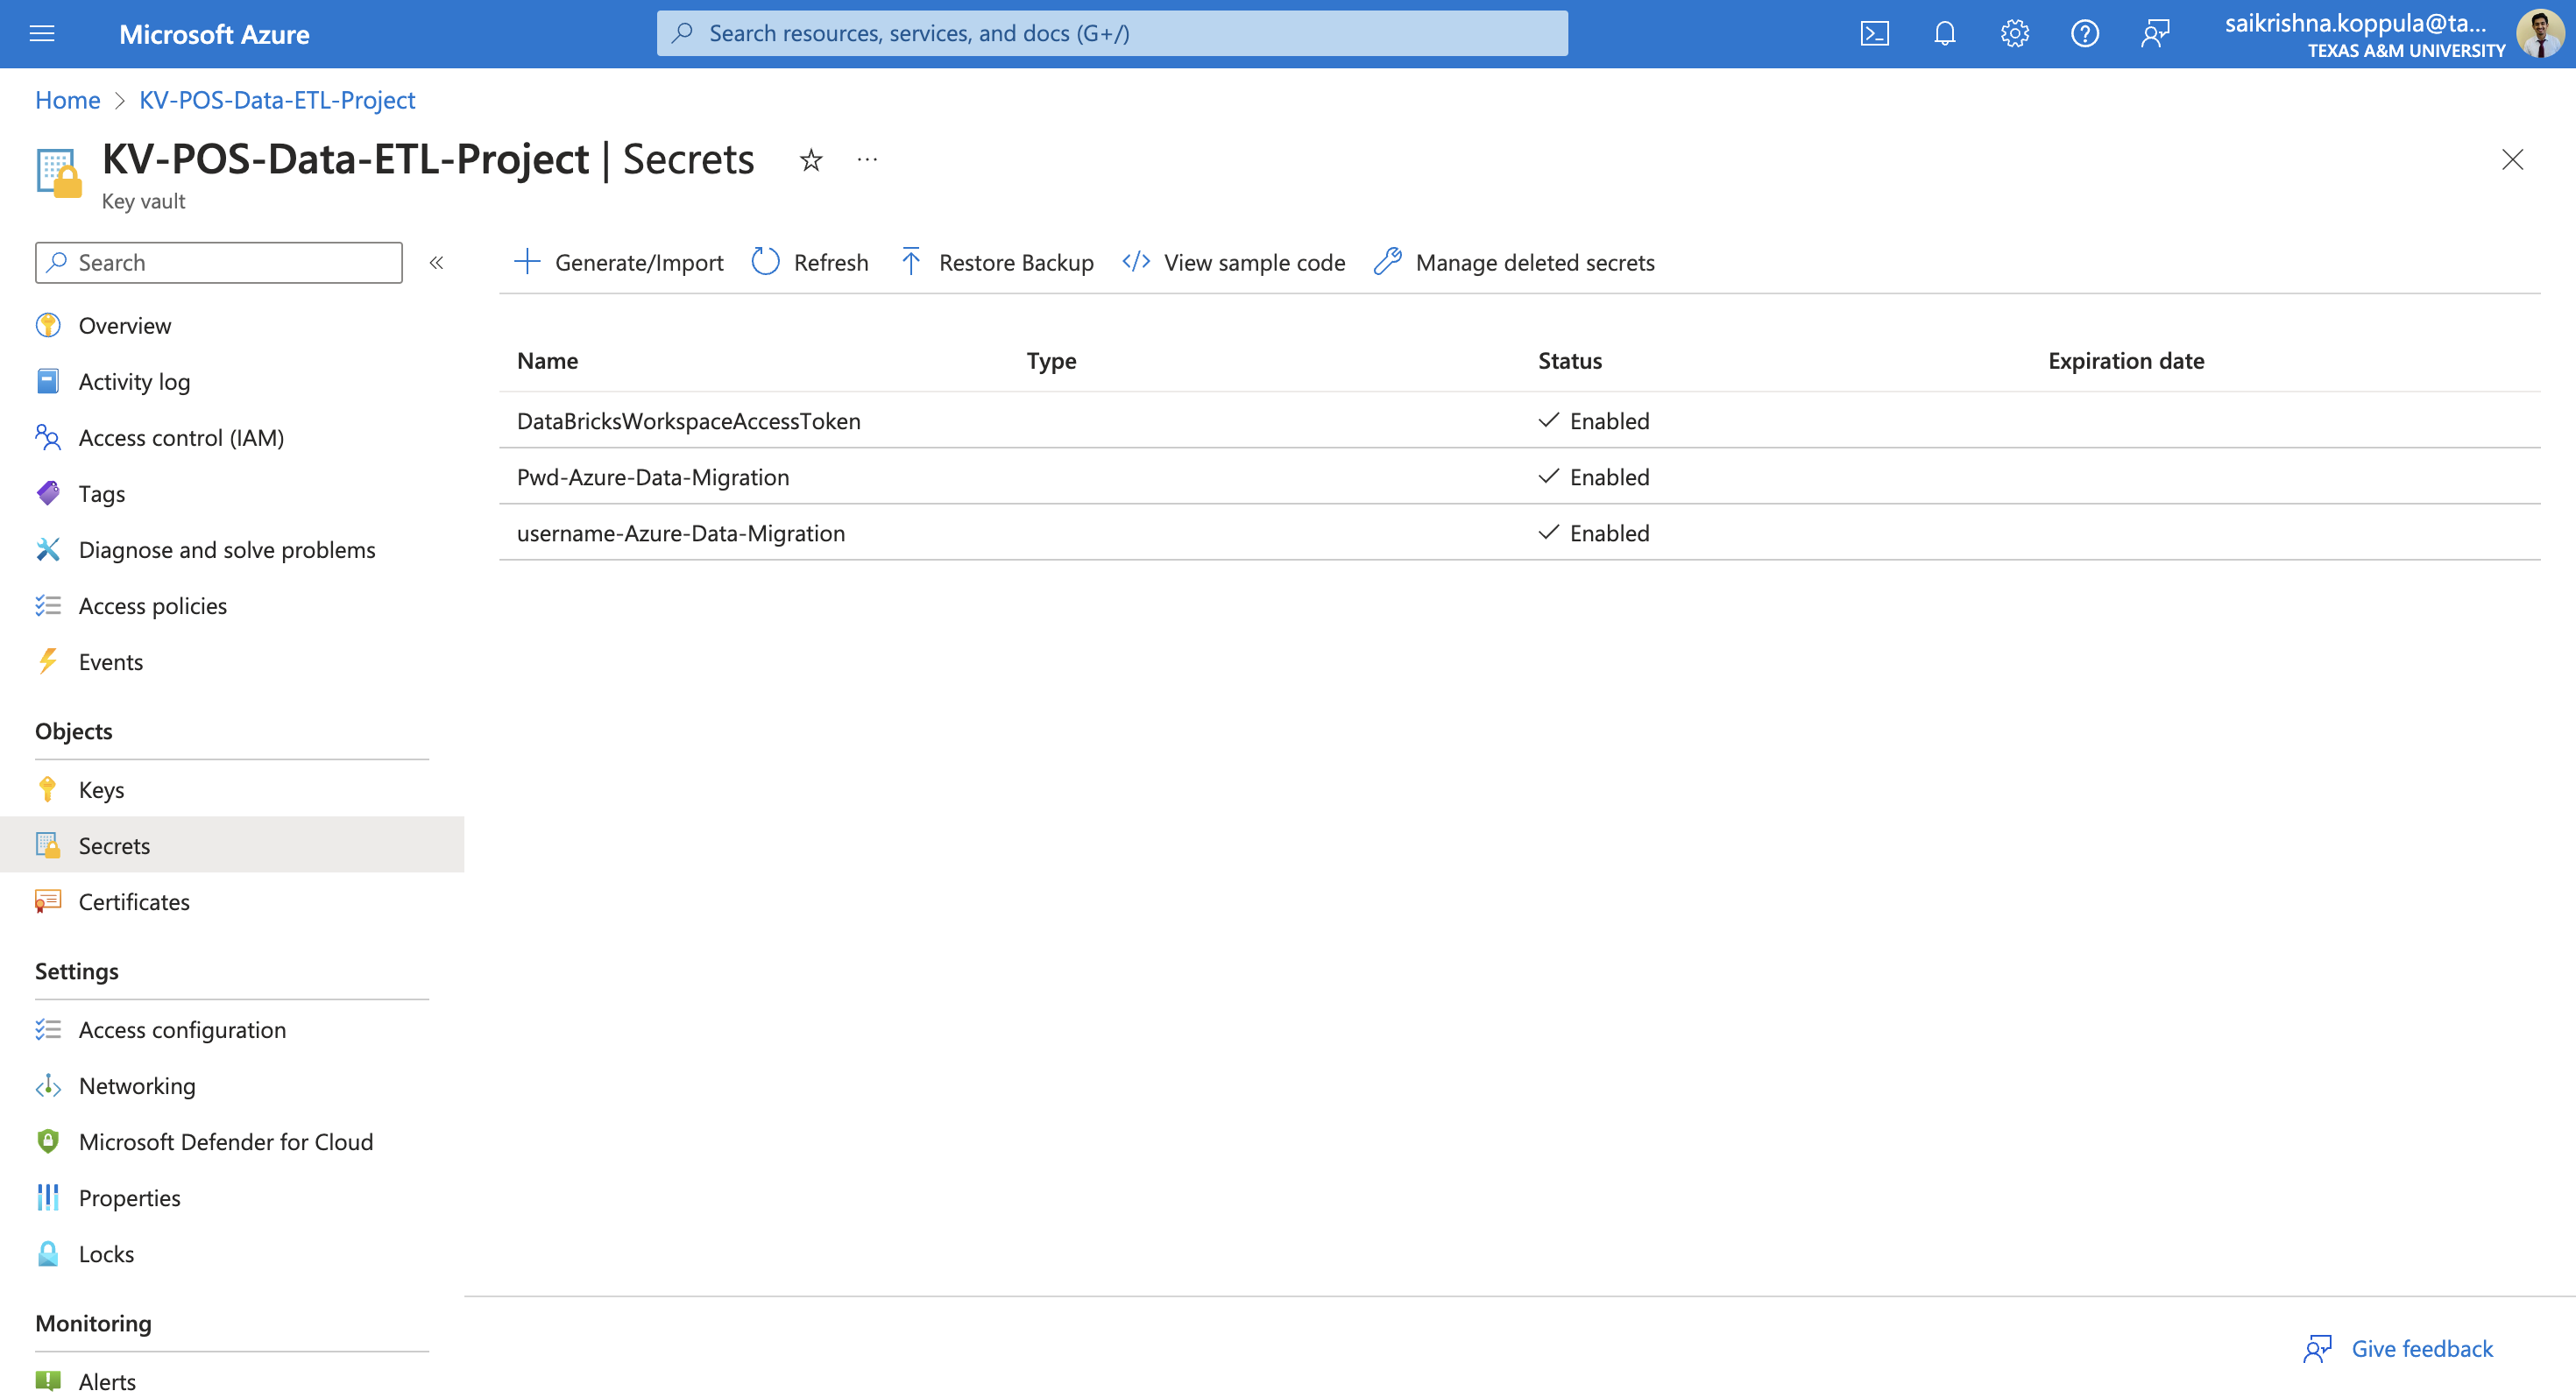 Microsoft Azure
Search resources, services, and docs (G+/)
saikrishna.koppula@ta...
TEXAS A&M UNIVERSITY
Home > KV-POS-Data-ETL-Project
KV-POS-Data-ETL-Project | Secrets
Key vault
Search
Generate/Import Refresh Restore Backup View sample code Manage deleted secrets
Overview
Activity log
Access control (IAM)
Tags
Diagnose and solve problems
Access policies
Events
Objects
Keys
Secrets
Certificates
Settings
Access configuration
Networking
Microsoft Defender for Cloud
Properties
Locks
Monitoring
Alerts
Name Type Status Expiration date
DataBricksWorkspaceAccessToken Enabled
Pwd-Azure-Data-Migration Enabled
username-Azure-Data-Migration Enabled
Give feedback